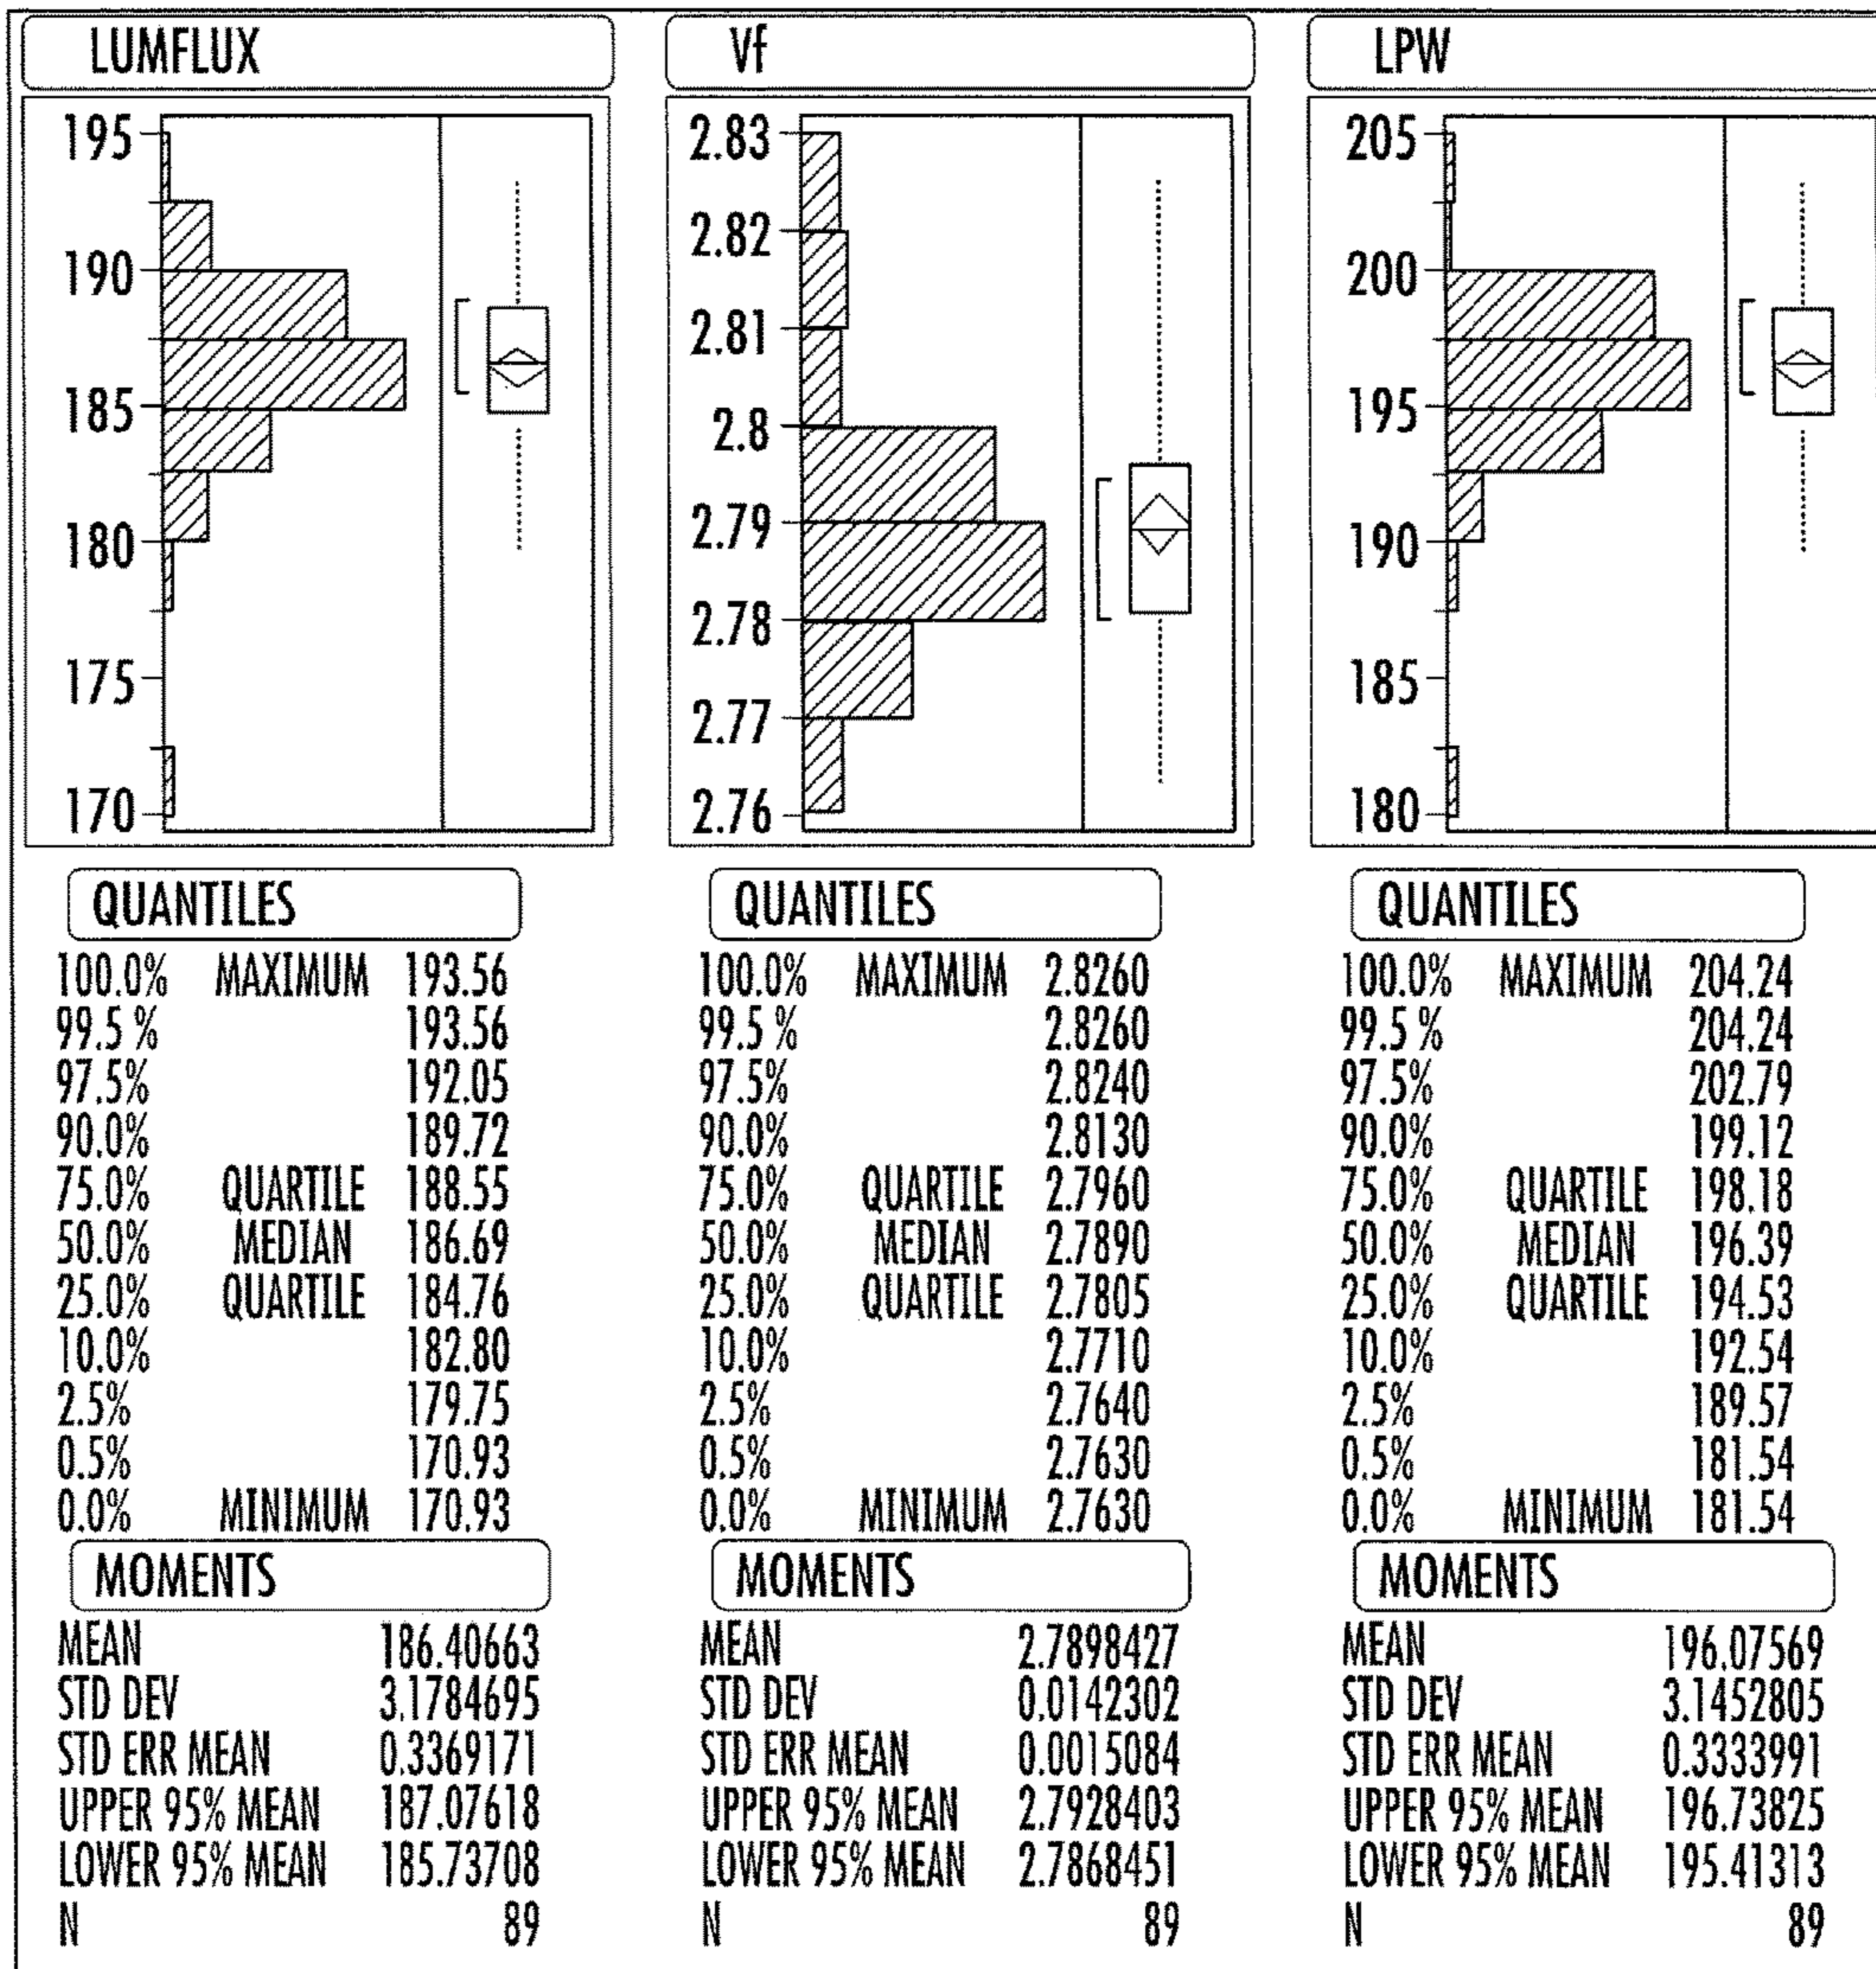 LUMFLUX
195
190
185
180
175
170
QUANTILES
100.0% MAXIMUM 193.56
99.5 % 193.56
97.5% 192.05
90.0% 189.72
75.0% QUARTILE 188.55
50.0% MEDIAN 186.69
25.0% QUARTILE 184.76
10.0% 182.80
2.5% 179.75
0.5% 170.93
0.0% MINIMUM 170.93
MOMENTS
MEAN 186.40663
STD DEV 3.1784695
STD ERR MEAN 0.3369171
UPPER 95% MEAN 187.07618
LOWER 95% MEAN 185.73708
N 89
Vf
2.83
2.82
2.81
2.8
2.79
2.78
2.77
2.76
QUANTILES
100.0% MAXIMUM 2.8260
99.5 % 2.8260
97.5% 2.8240
90.0% 2.8130
75.0% QUARTILE 2.7960
50.0% MEDIAN 2.7890
25.0% QUARTILE 2.7805
10.0% 2.7710
2.5% 2.7640
0.5% 2.7630
0.0% MINIMUM 2.7630
MOMENTS
MEAN 2.7898427
STD DEV 0.0142302
STD ERR MEAN 0.0015084
UPPER 95% MEAN 2.7928403
LOWER 95% MEAN 2.7868451
N 89
LPW
205
200
195
190
185
180
QUANTILES
100.0% MAXIMUM 204.24
99.5 % 204.24
97.5% 202.79
90.0% 199.12
75.0% QUARTILE 198.18
50.0% MEDIAN 196.39
25.0% QUARTILE 194.53
10.0% 192.54
2.5% 189.57
0.5% 181.54
0.0% MINIMUM 181.54
MOMENTS
MEAN 196.07569
STD DEV 3.1452805
STD ERR MEAN 0.3333991
UPPER 95% MEAN 196.73825
LOWER 95% MEAN 195.41313
N 89